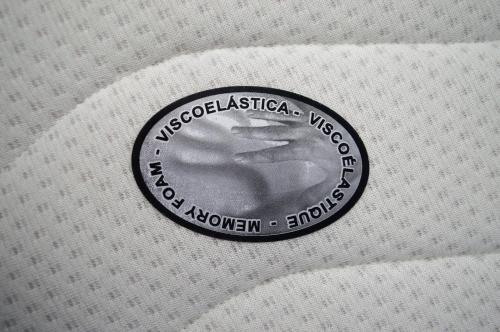 VISCOELÁSTICA - VISCOÉLASTIQUE - MEMORY FOAM -